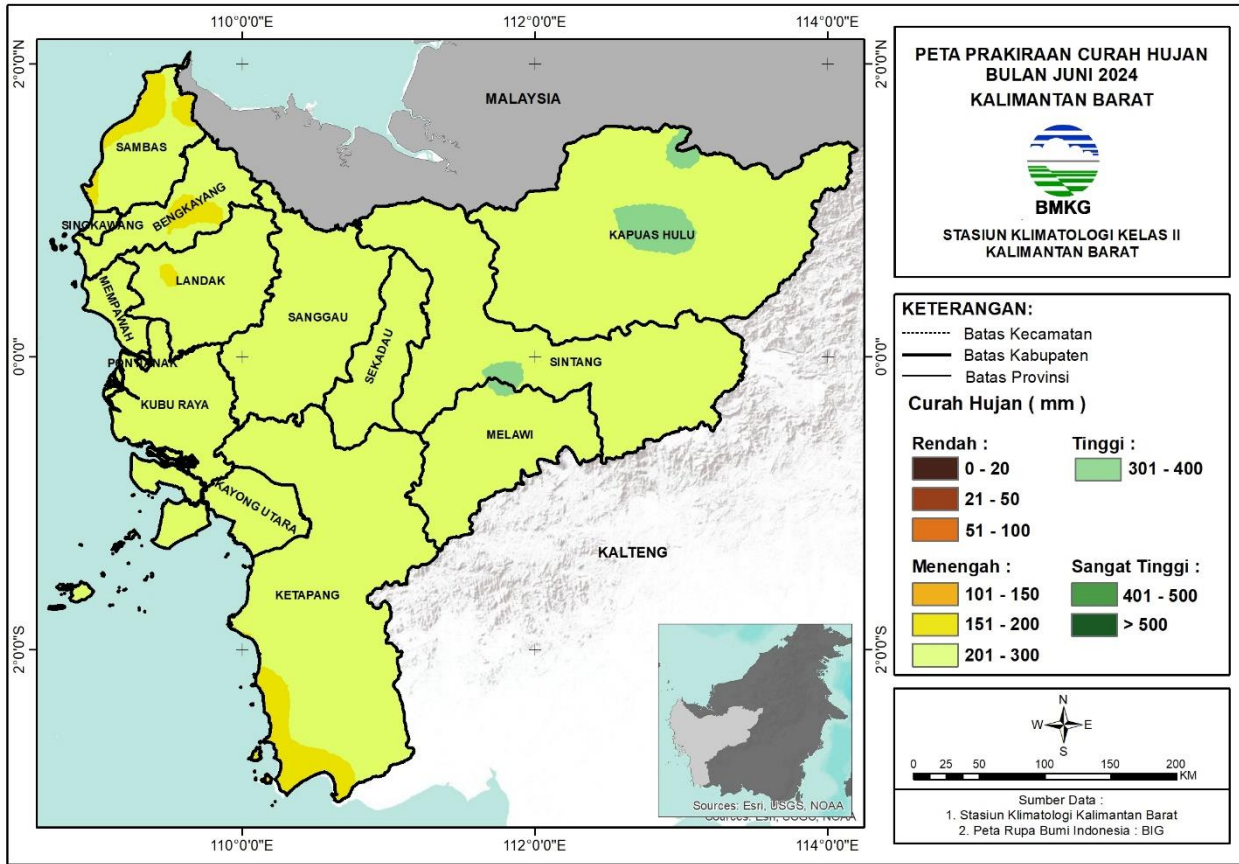 110°0'0"E 112°0'0"E 114°0'0"E
2°0'0"N
0°0'0"
2°0'0"S
MALAYSIA
SAMBAS
BENGKAYANG
SINGKAWANG
KAPUAS HULU
LANDAK
MEMPAWAH
SANGGAU
SEKADAU
SINTANG
PONTIANAK
KUBU RAYA
MELAWI
KAYONG UTARA
KALTENG
KETAPANG
Sources: Esri, USGS, NOAA
Sources: Esri, USGS, NOAA
110°0'0"E 112°0'0"E 114°0'0"E
2°0'0"N
0°0'0"
2°0'0"S
PETA PRAKIRAAN CURAH HUJAN
BULAN JUNI 2024
KALIMANTAN BARAT
BMKG
STASIUN KLIMATOLOGI KELAS II
KALIMANTAN BARAT
KETERANGAN:
Batas Kecamatan
Batas Kabupaten
Batas Provinsi
Curah Hujan ( mm )
Rendah :
0 - 20
21 - 50
51 - 100
Tinggi :
301 - 400
Menengah :
101 - 150
151 - 200
201 - 300
Sangat Tinggi :
401 - 500
> 500
N
W E
S
0 25 50 100 150 200
KM
Sumber Data :
1. Stasiun Klimatologi Kalimantan Barat
2. Peta Rupa Bumi Indonesia : BIG